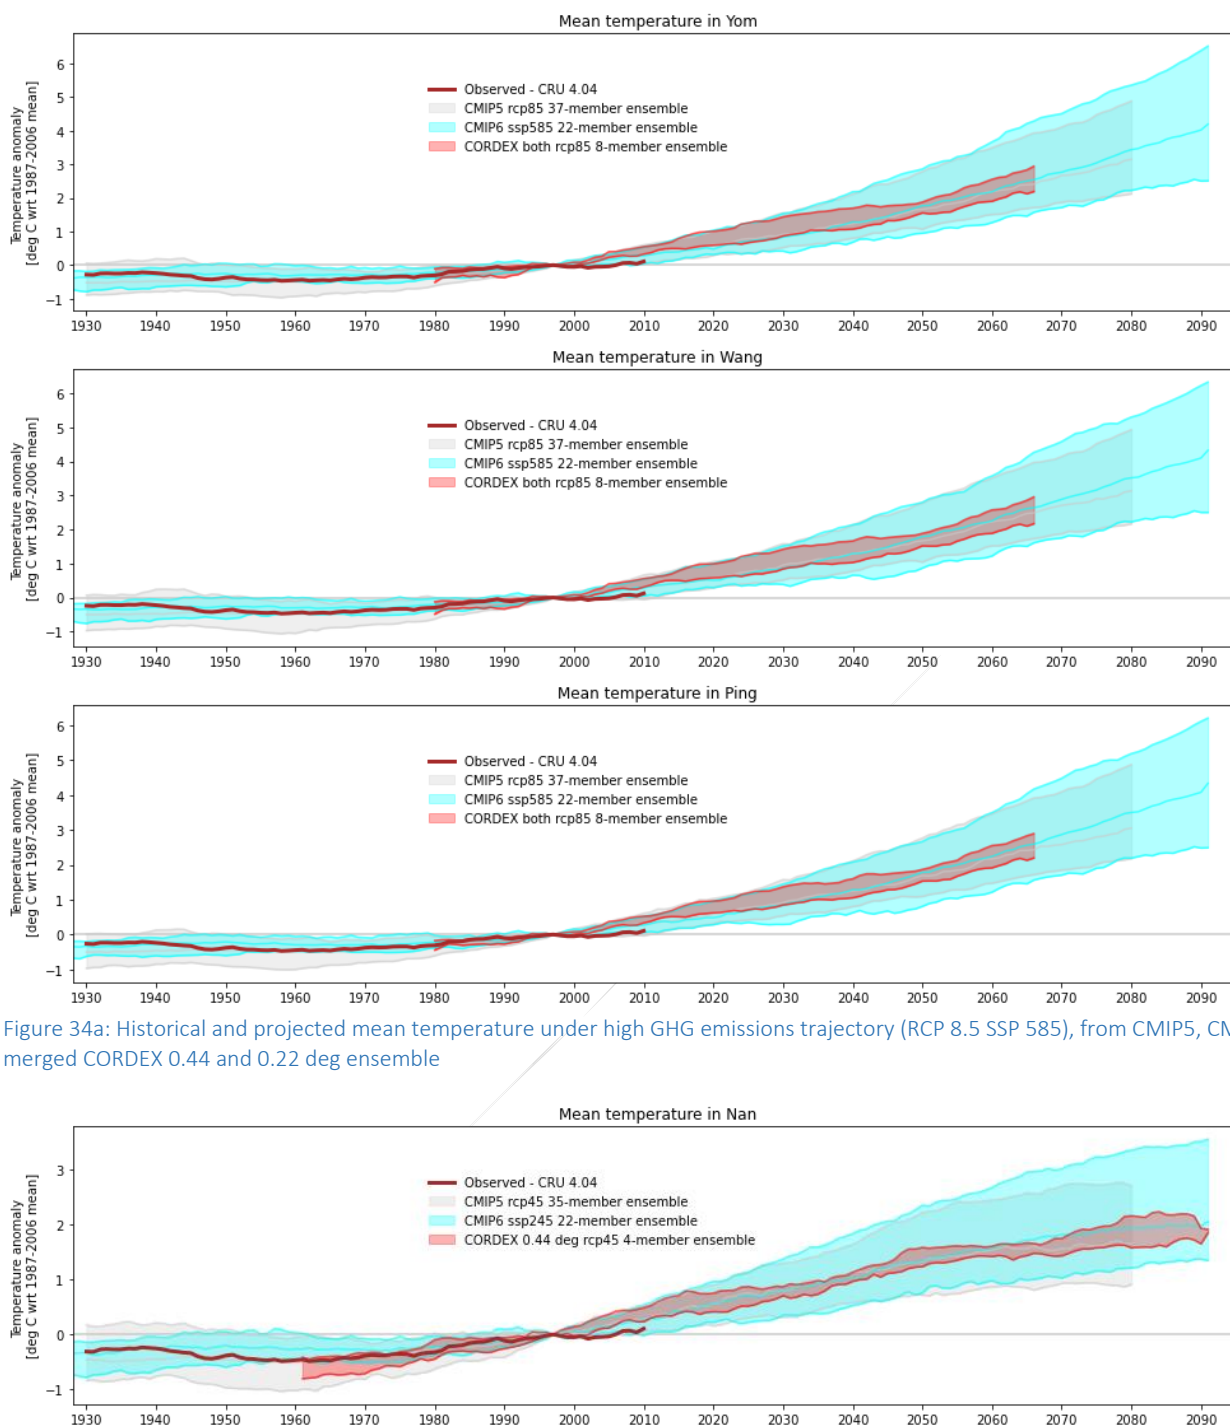 Mean temperature in Yom
Temperature anomaly
[deg C wrt 1987-2006 mean]
6
5
4
3
2
1
0
−1
Observed - CRU 4.04
CMIP5 rcp85 37-member ensemble
CMIP6 ssp585 22-member ensemble
CORDEX both rcp85 8-member ensemble
1930 1940 1950 1960 1970 1980 1990 2000 2010 2020 2030 2040 2050 2060 2070 2080 2090
Mean temperature in Wang
Temperature anomaly
[deg C wrt 1987-2006 mean]
6
5
4
3
2
1
0
−1
Observed - CRU 4.04
CMIP5 rcp85 37-member ensemble
CMIP6 ssp585 22-member ensemble
CORDEX both rcp85 8-member ensemble
1930 1940 1950 1960 1970 1980 1990 2000 2010 2020 2030 2040 2050 2060 2070 2080 2090
Mean temperature in Ping
Temperature anomaly
[deg C wrt 1987-2006 mean]
6
5
4
3
2
1
0
−1
Observed - CRU 4.04
CMIP5 rcp85 37-member ensemble
CMIP6 ssp585 22-member ensemble
CORDEX both rcp85 8-member ensemble
1930 1940 1950 1960 1970 1980 1990 2000 2010 2020 2030 2040 2050 2060 2070 2080 2090
Figure 34a: Historical and projected mean temperature under high GHG emissions trajectory (RCP 8.5 SSP 585), from CMIP5, CM
merged CORDEX 0.44 and 0.22 deg ensemble
Mean temperature in Nan
Temperature anomaly
[deg C wrt 1987-2006 mean]
3
2
1
0
−1
Observed - CRU 4.04
CMIP5 rcp45 35-member ensemble
CMIP6 ssp245 22-member ensemble
CORDEX 0.44 deg rcp45 4-member ensemble
1930 1940 1950 1960 1970 1980 1990 2000 2010 2020 2030 2040 2050 2060 2070 2080 2090